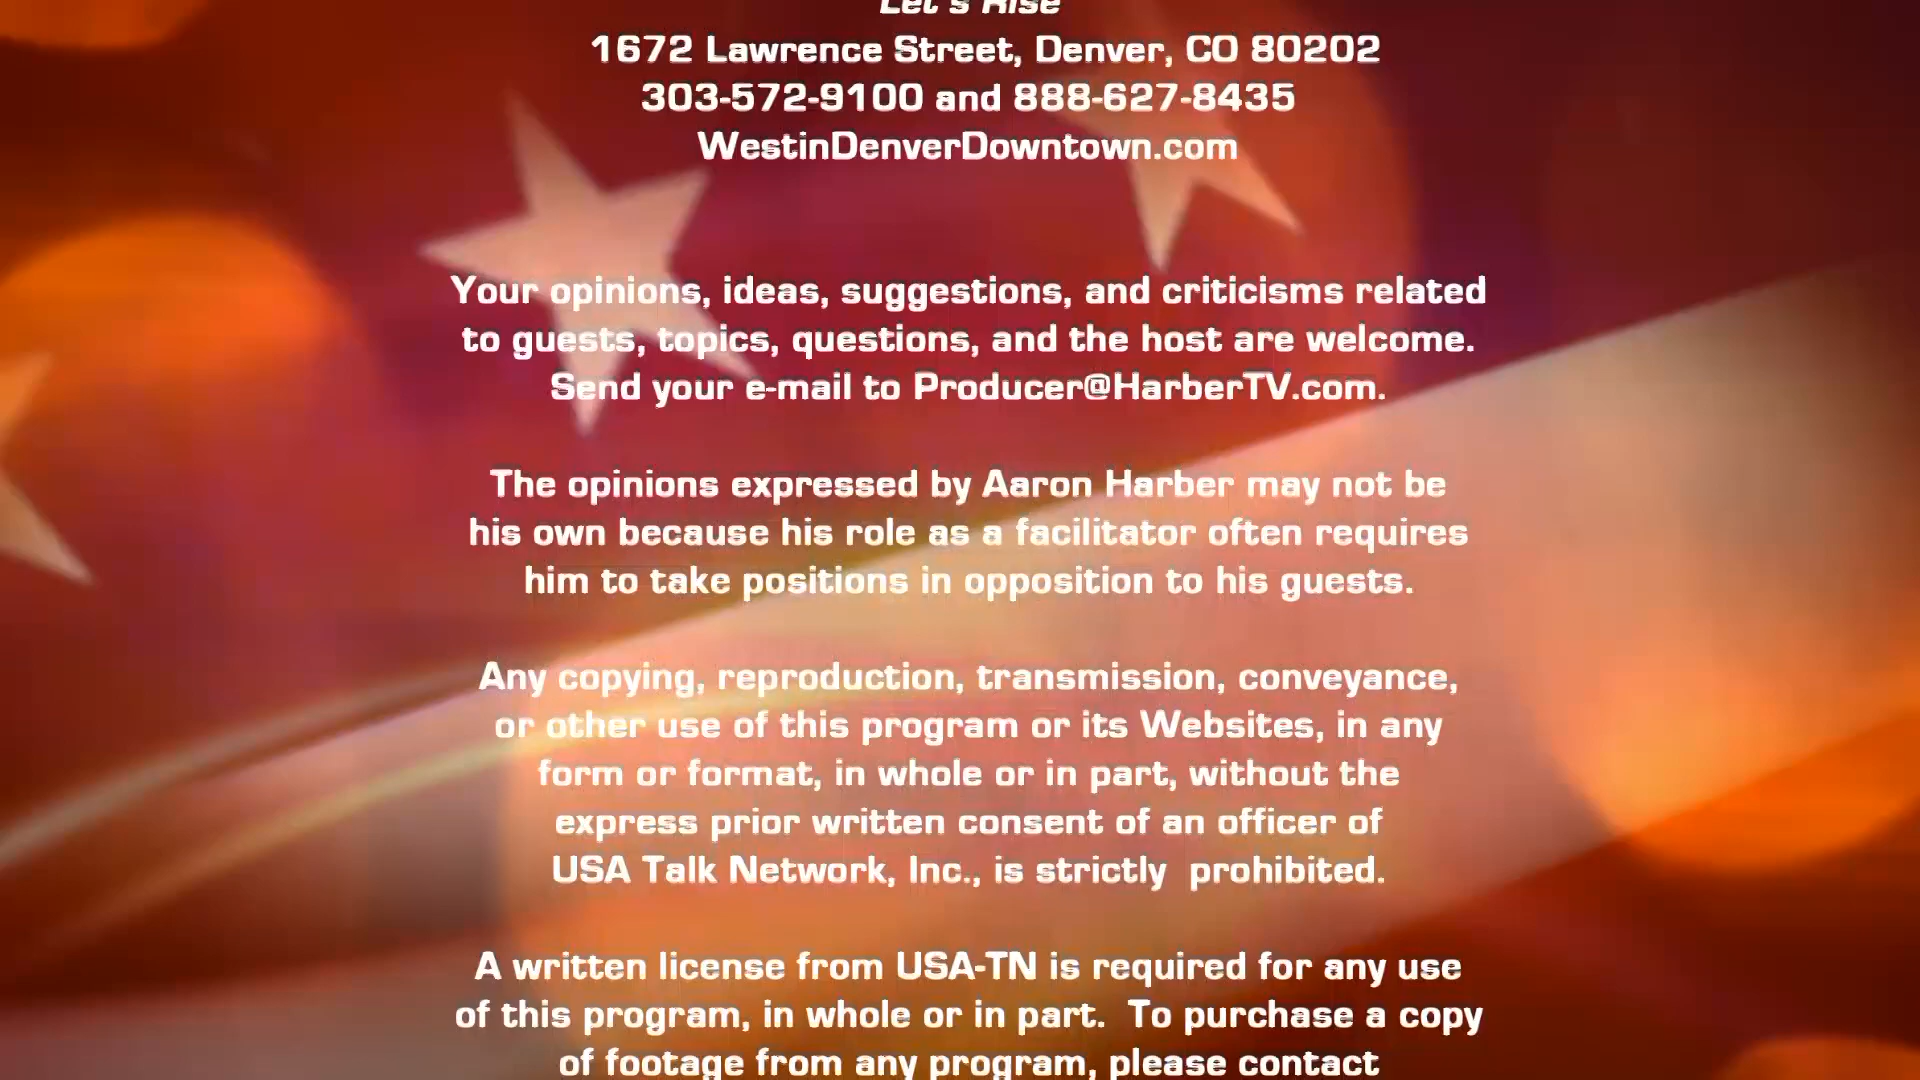 Let's Rise
1672 Lawrence Street, Denver, CO 80202
303-572-9100 and 888-627-8435
WestinDenverDowntown.com
Your opinions, ideas, suggestions, and criticisms related
to guests, topics, questions, and the host are welcome.
Send your e-mail to Producer@HarberTV.com.
The opinions expressed by Aaron Harber may not be
his own because his role as a facilitator often requires
him to take positions in opposition to his guests.
Any copying, reproduction, transmission, conveyance,
or other use of this program or its Websites, in any
form or format, in whole or in part, without the
express prior written consent of an officer of
USA Talk Network, Inc., is strictly  prohibited.
A written license from USA-TN is required for any use
of this program, in whole or in part.  To purchase a copy
of footage from any program, please contact